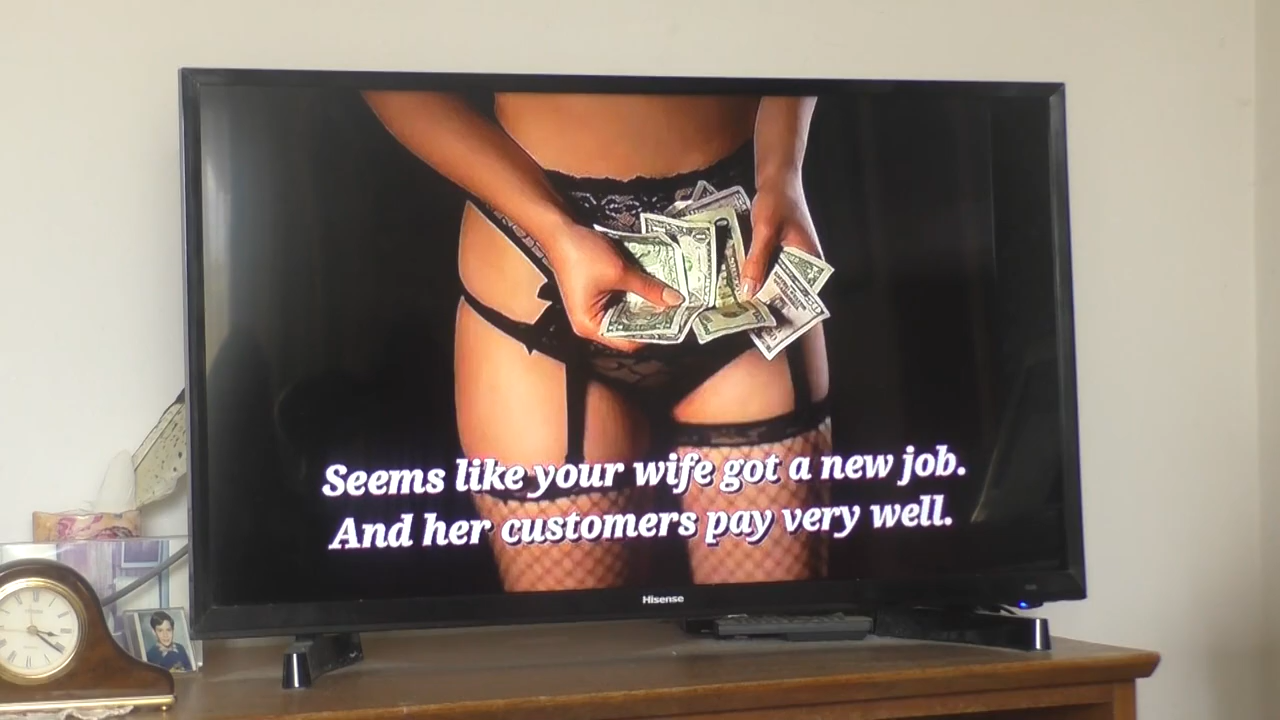 Seems like your wife got a new job.
And her customers pay very well.
Hisense